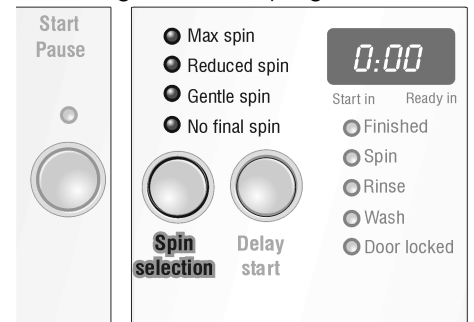 Start
Pause
Max spin
Reduced spin
Gentle spin
No final spin
0:00
Start in
Ready in
Finished
Spin
Rinse
Wash
Door locked
Spin
selection
Delay
start